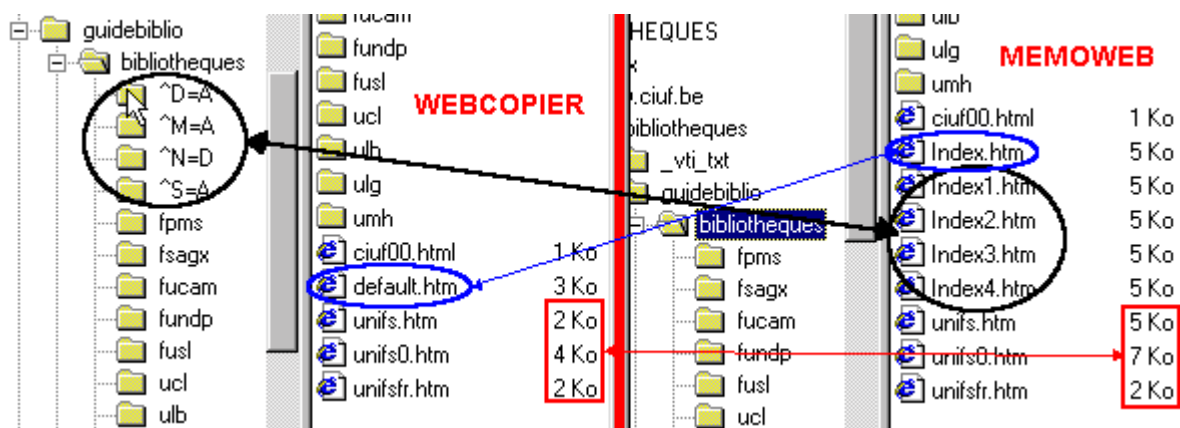 guidebiblio
bibliotheques
^D=A
^M=A
^N=D
^S=A
fpms
fsagx
fucam
fundp
fusl
ucl
ulb
fucam
fundp
fusl
ucl
ulb
ulg
umh
ciuf00.html 1 Ko
default.htm 3 Ko
unifs.htm 2 Ko
unifs0.htm 4 Ko
unifsfr.htm 2 Ko
WEBCOPIER
HEQUES
x
.ciuf.be
bibliotheques
_vti_txt
guidebiblio
bibliotheques
fpms
fsagx
fucam
fundp
fusl
ucl
ulb
ulg
umh
ciuf00.html 1 Ko
Index.htm 5 Ko
Index1.htm 5 Ko
Index2.htm 5 Ko
Index3.htm 5 Ko
Index4.htm 5 Ko
unifs.htm 5 Ko
unifs0.htm 7 Ko
unifsfr.htm 2 Ko
MEMOWEB